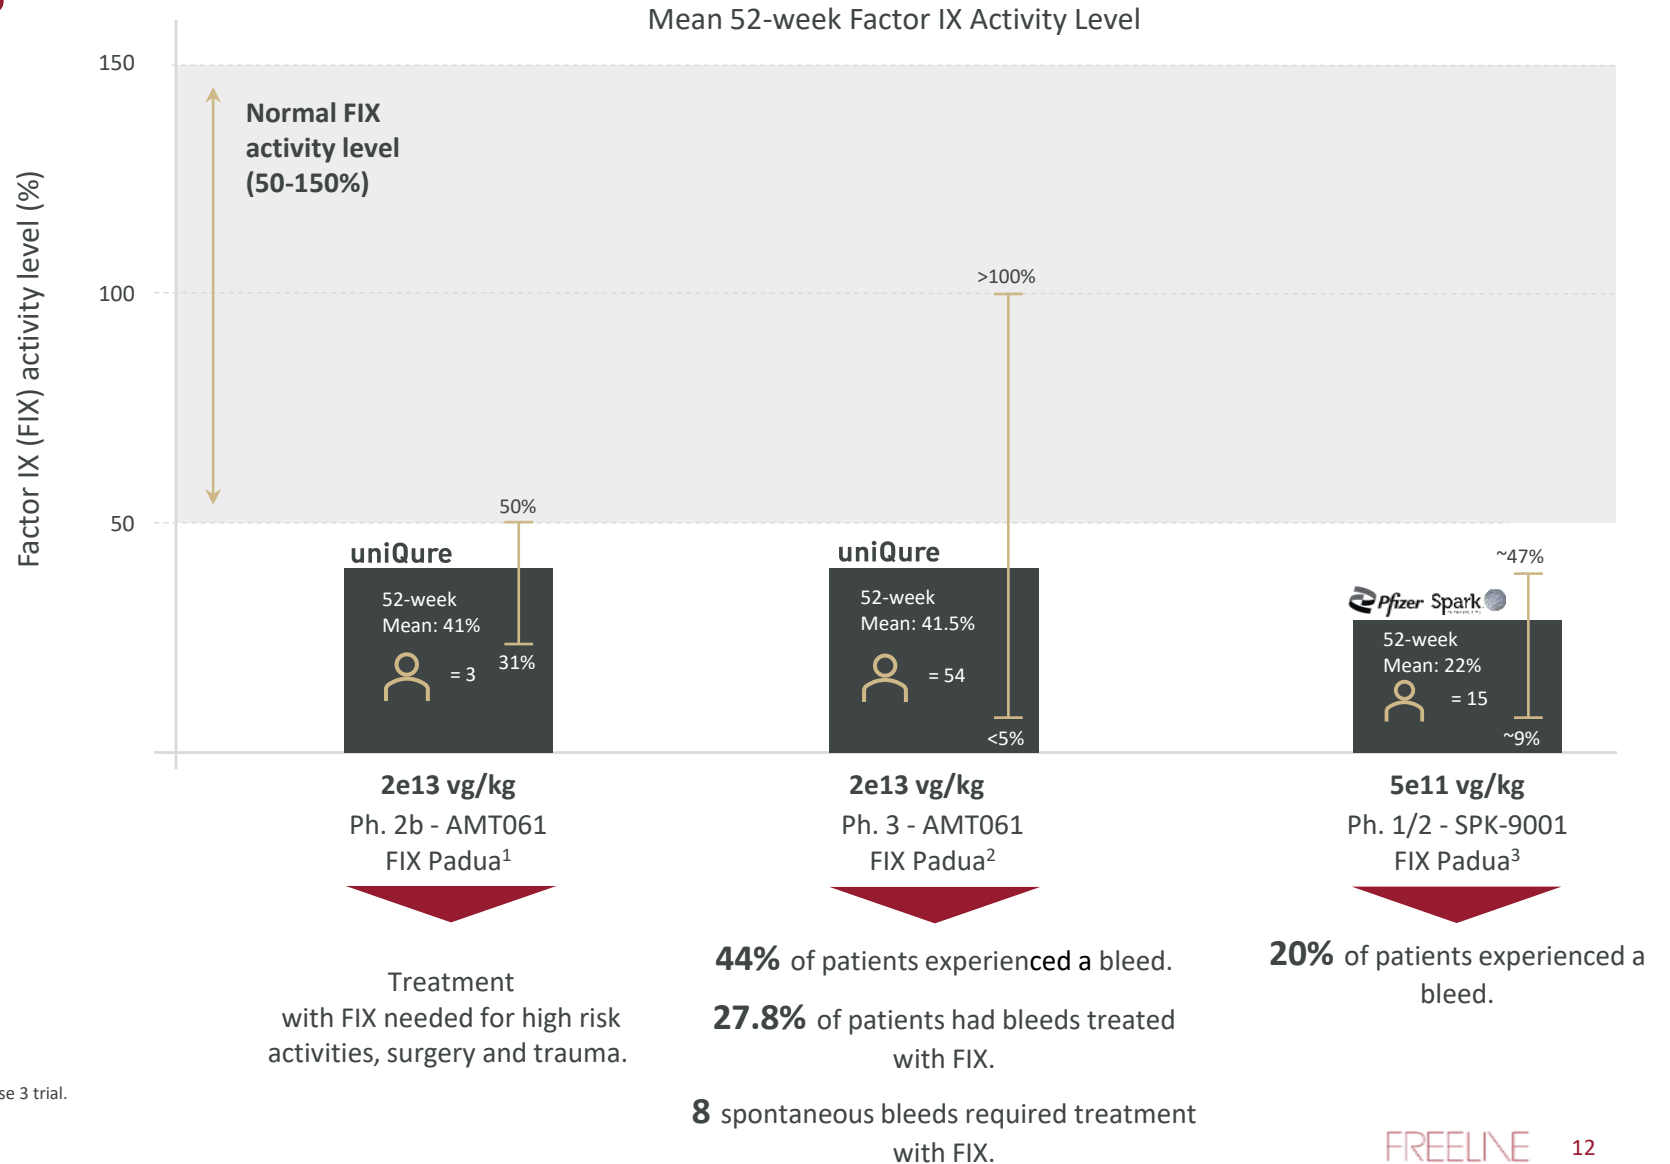 Mean 52-week Factor IX Activity Level
Factor IX (FIX) activity level (%)
150
100
50
Normal FIX
activity level
(50-150%)
50%
uniQure
52-week
Mean: 41%
= 3
31%
>100%
uniQure
52-week
Mean: 41.5%
= 54
<5%
~47%
Pfizer Spark
52-week
Mean: 22%
= 15
~9%
2e13 vg/kg
Ph. 2b - AMT061
FIX Padua1
2e13 vg/kg
Ph. 3 - AMT061
FIX Padua2
5e11 vg/kg
Ph. 1/2 - SPK-9001
FIX Padua3
Treatment
with FIX needed for high risk
activities, surgery and trauma.
44% of patients experienced a bleed.
27.8% of patients had bleeds treated
with FIX.
8 spontaneous bleeds required treatment
with FIX.
20% of patients experienced a
bleed.
se 3 trial.
FREELINE
12